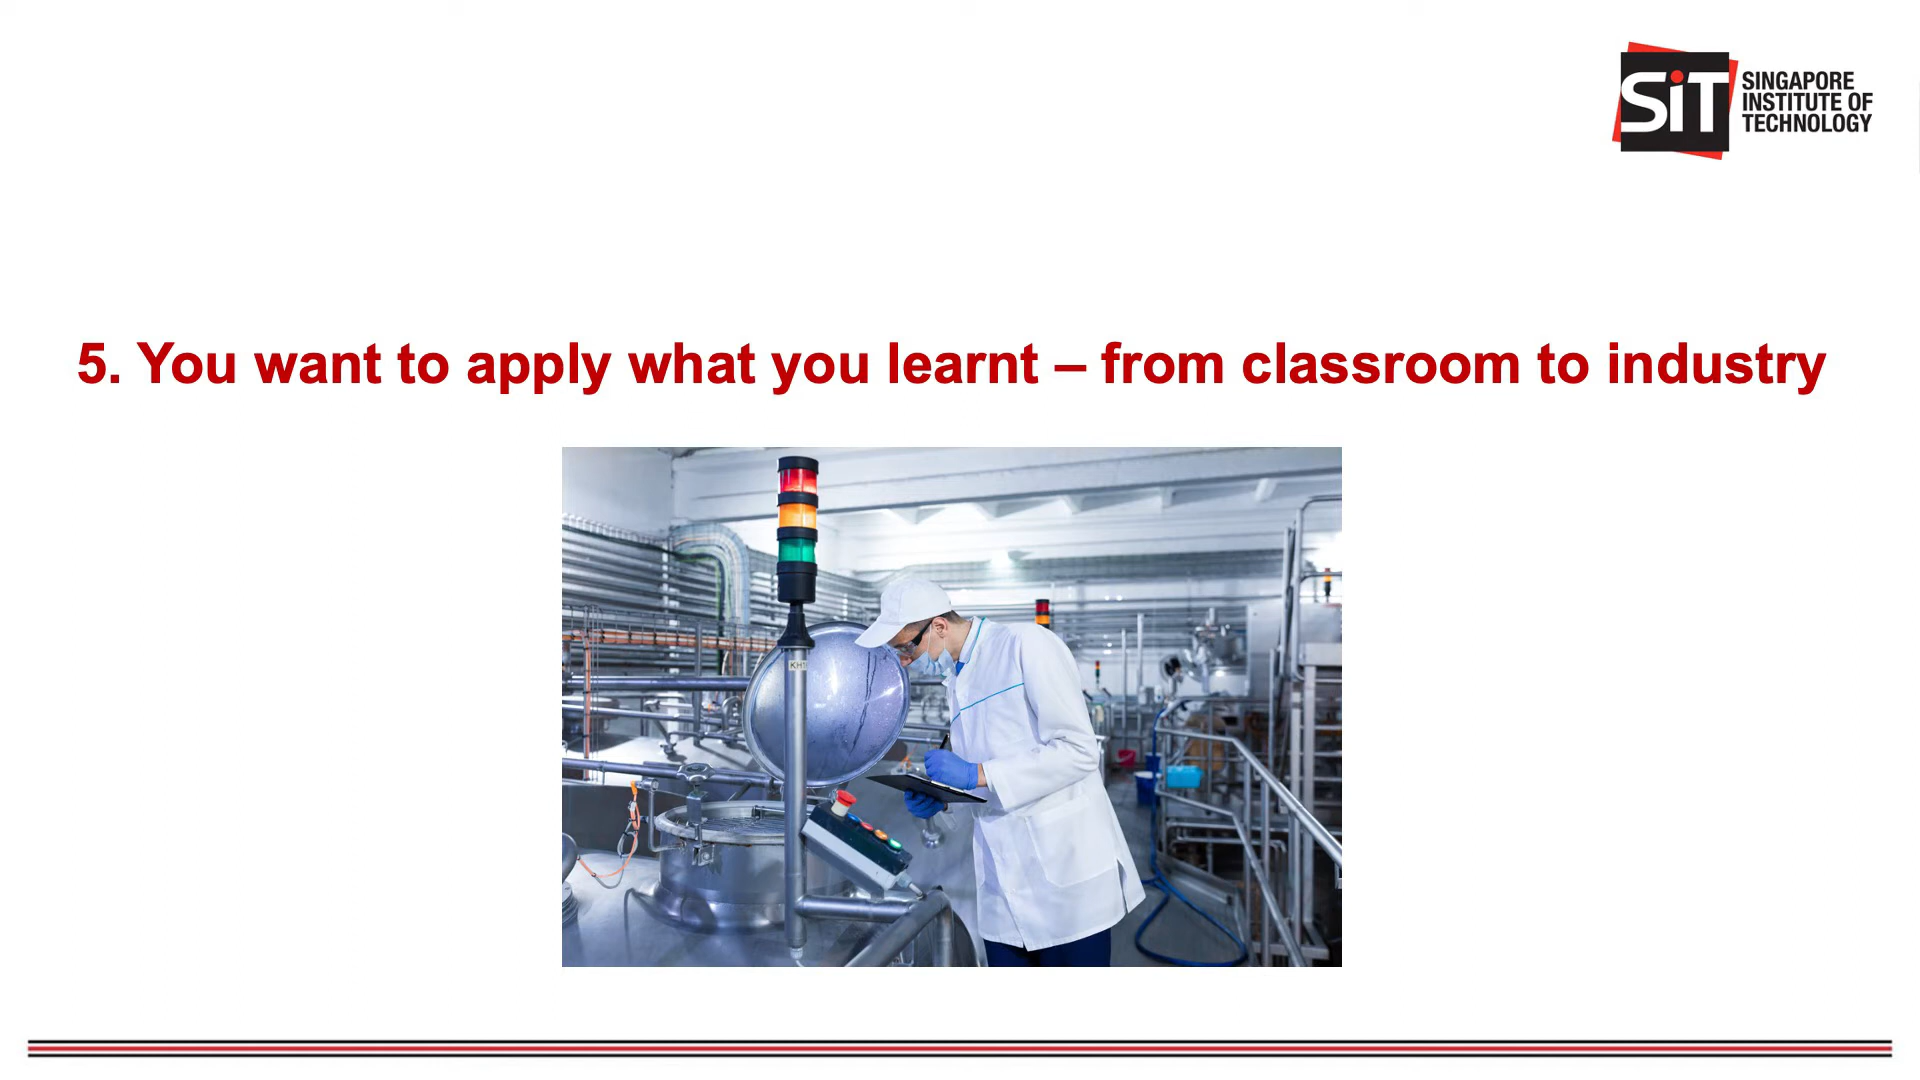 SiT
SINGAPORE
INSTITUTE OF
TECHNOLOGY
5. You want to apply what you learnt – from classroom to industry